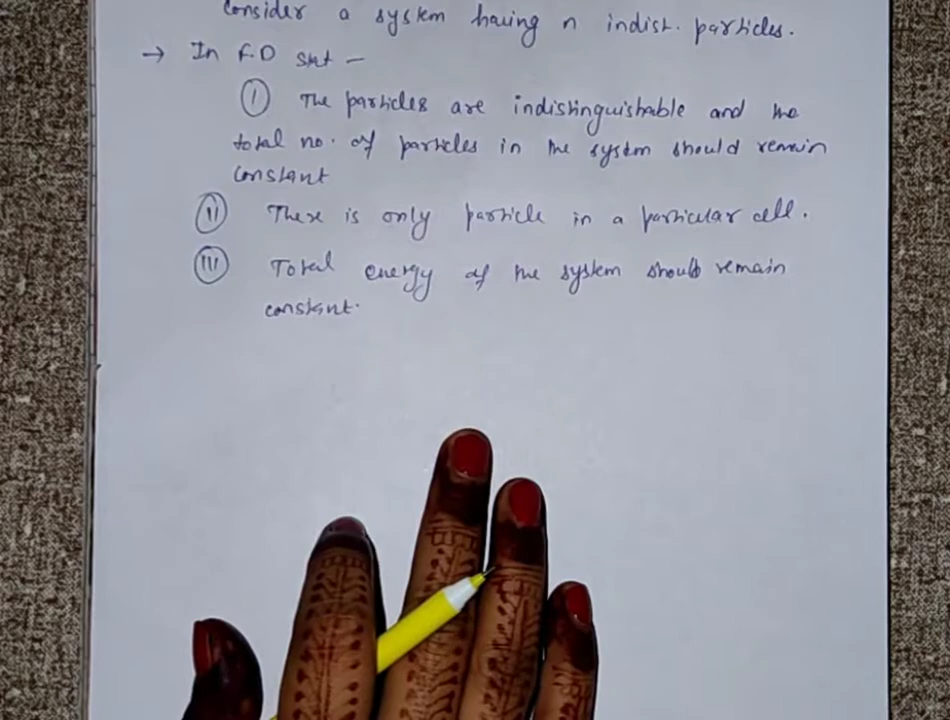 Consider a system having n indist. particles.
→ In F.D stat –
(I) The particles are indistinguishable and the
total no. of particles in the system should remain
constant
(II) There is only particle in a particular cell.
(III) Total energy of the system should remain
constant.